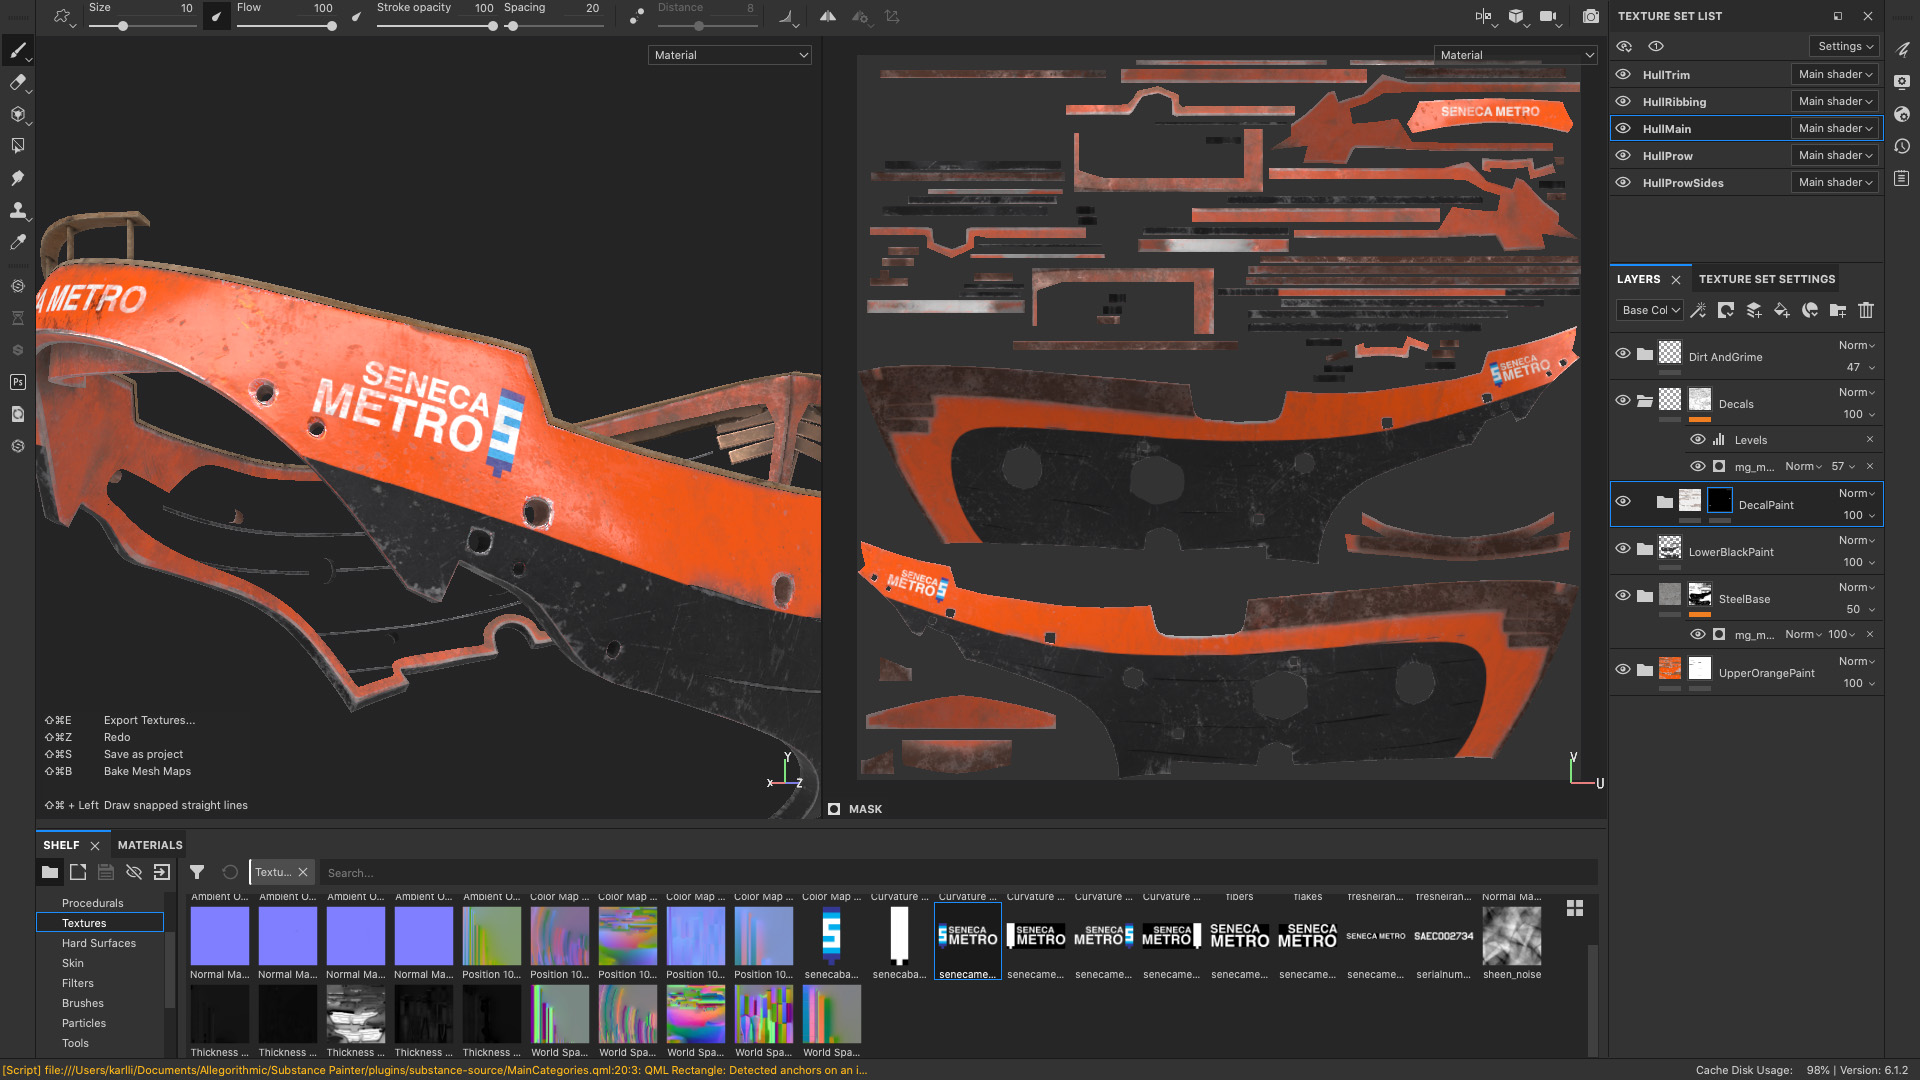 Size 10
Flow 100
Stroke opacity 100
Spacing 20
Distance 8
Material
Material
TEXTURE SET LIST
Settings
HullTrim Main shader
HullRibbing Main shader
HullMain Main shader
HullProw Main shader
HullProwSides Main shader
LAYERS
TEXTURE SET SETTINGS
Base Col
Dirt AndGrime Norm 47
Decals Norm 100
Levels
mg_m... Norm 57
DecalPaint Norm 100
LowerBlackPaint Norm 100
SteelBase Norm 50
mg_m... Norm 100
UpperOrangePaint Norm 100
A METRO
SENECA
METRO
S
SENECA METRO
SENECA
METRO
SENECA
METRO
⇧⌘E Export Textures...
⇧⌘Z Redo
⇧⌘S Save as project
⇧⌘B Bake Mesh Maps
⇧⌘ + Left Draw snapped straight lines
Y
X Z
V
U
MASK
SHELF
MATERIALS
Textu...
Search...
Procedurals
Textures
Hard Surfaces
Skin
Filters
Brushes
Particles
Tools
Ambient O... Ambient O... Ambient O... Ambient O... Ambient O... Color Map ... Color Map ... Color Map ... Color Map ... Color Map ... Curvature ... Curvature ... Curvature ... Curvature ... Curvature ... fibers flakes fresneiran... fresneiran... Normal Ma...
SENECA METRO METRO SENECA METRO METRO SENECA METRO SENECA METRO SENECA METRO SAEC002734
Normal Ma... Normal Ma... Normal Ma... Normal Ma... Position 10... Position 10... Position 10... Position 10... Position 10... senecaba... senecaba... senecame... senecame... senecame... senecame... senecame... senecame... senecame... serialnum... sheen_noise
Thickness ... Thickness ... Thickness ... Thickness ... Thickness ... World Spa... World Spa... World Spa... World Spa... World Spa...
[Script] file:///Users/karlli/Documents/Allegorithmic/Substance Painter/plugins/substance-source/MainCategories.qml:20:3: QML Rectangle: Detected anchors on an i...
Cache Disk Usage: 98% | Version: 6.1.2